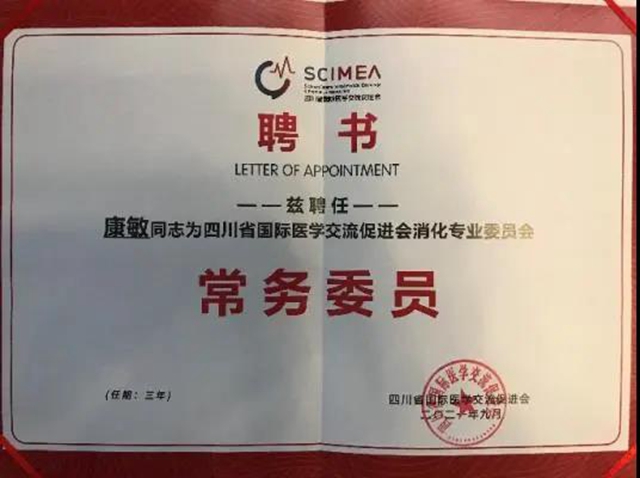 SCIMEA
四川省国际医学交流促进会
聘书
LETTER OF APPOINTMENT
——兹聘任——
康敏同志为四川省国际医学交流促进会消化专业委员会
常务委员
(任期：三年)
四川省国际医学交流促进会
二〇二一年九月